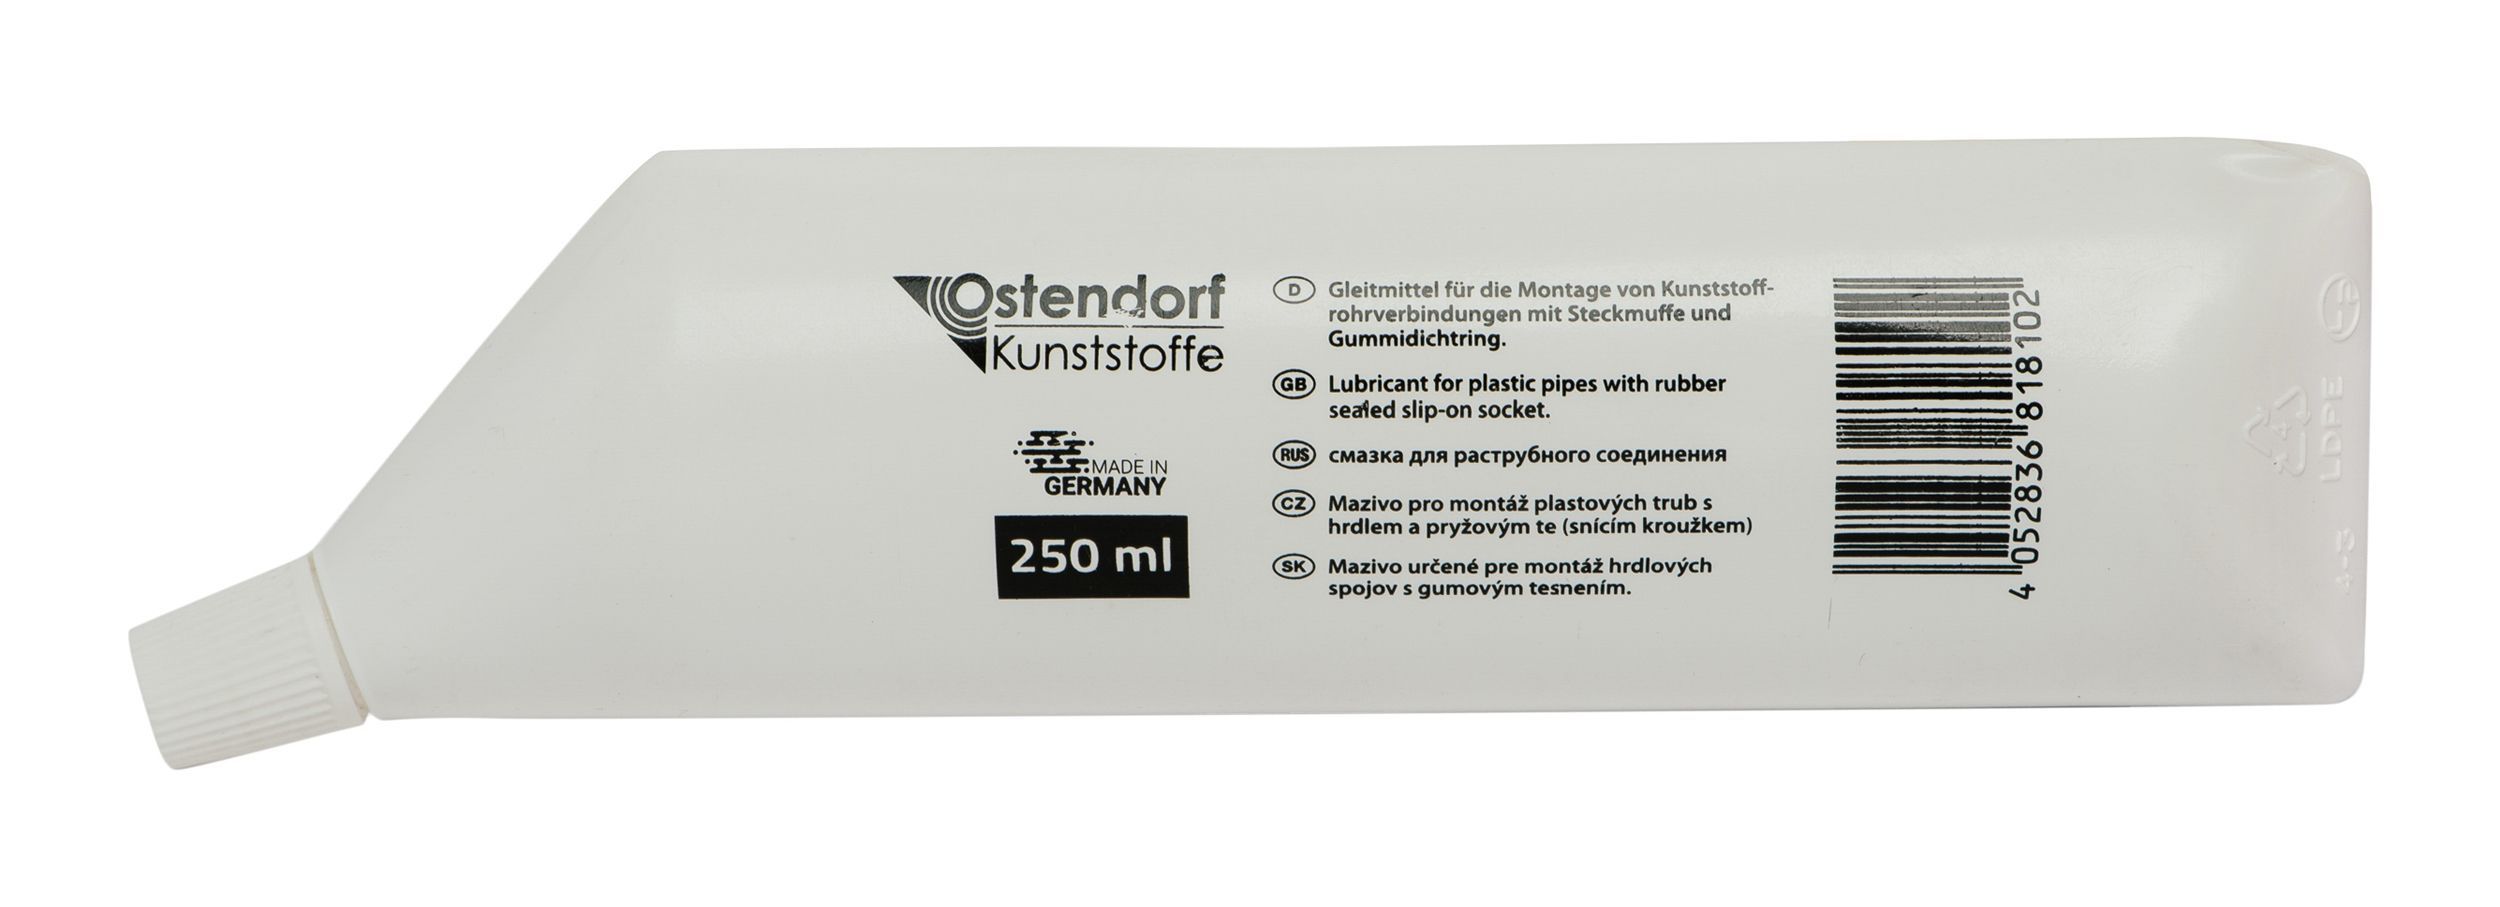 Ostendorf
Kunststoffe
MADE IN
GERMANY
250 ml
D Gleitmittel für die Montage von Kunststoff-
rohrverbindungen mit Steckmuffe und
Gummidichtring.
GB Lubricant for plastic pipes with rubber
sealed slip-on socket.
RUS смазка для раструбного соединения
CZ Mazivo pro montáž plastových trub s
hrdlem a pryžovým te (snícím kroužkem)
SK Mazivo určené pre montáž hrdlových
spojov s gumovým tesnením.
4 052836 818102
4
LDPE